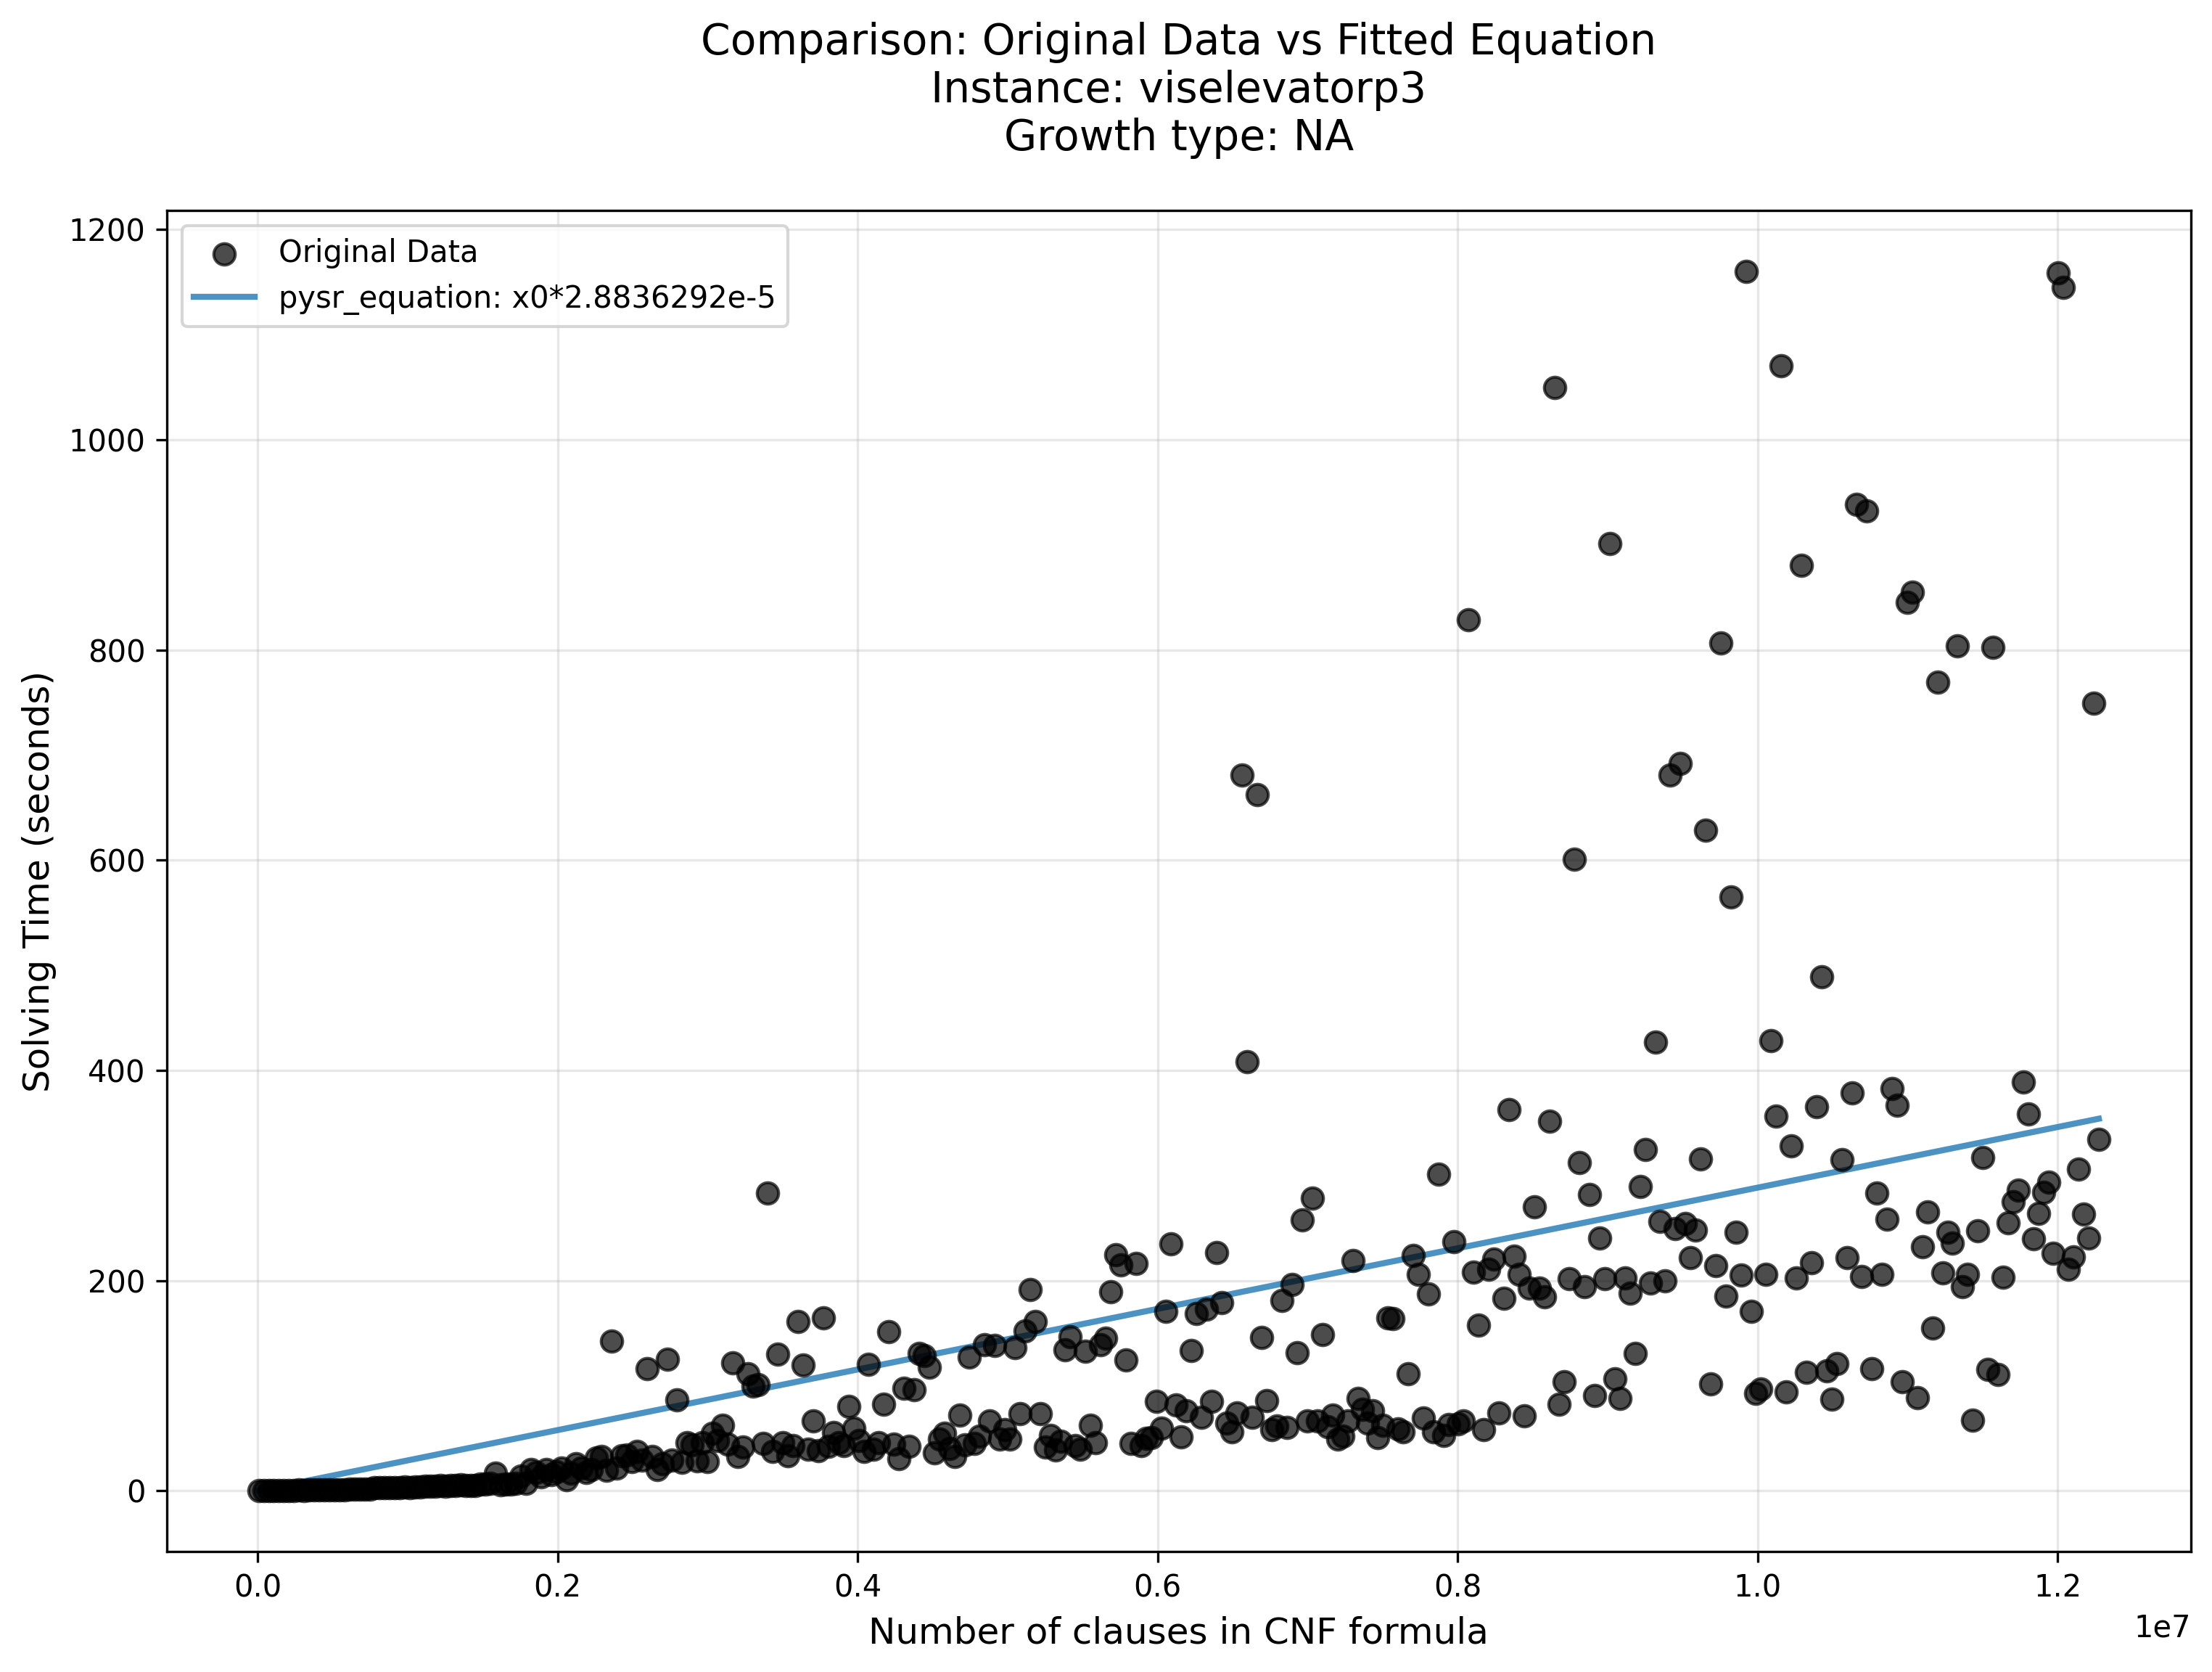 Comparison: Original Data vs Fitted Equation
Instance: viselevatorp3
Growth type: NA
Original Data
pysr_equation: x0*2.8836292e-5
1200
1000
800
600
400
200
0
Solving Time (seconds)
0.0 0.2 0.4 0.6 0.8 1.0 1.2
1e7
Number of clauses in CNF formula